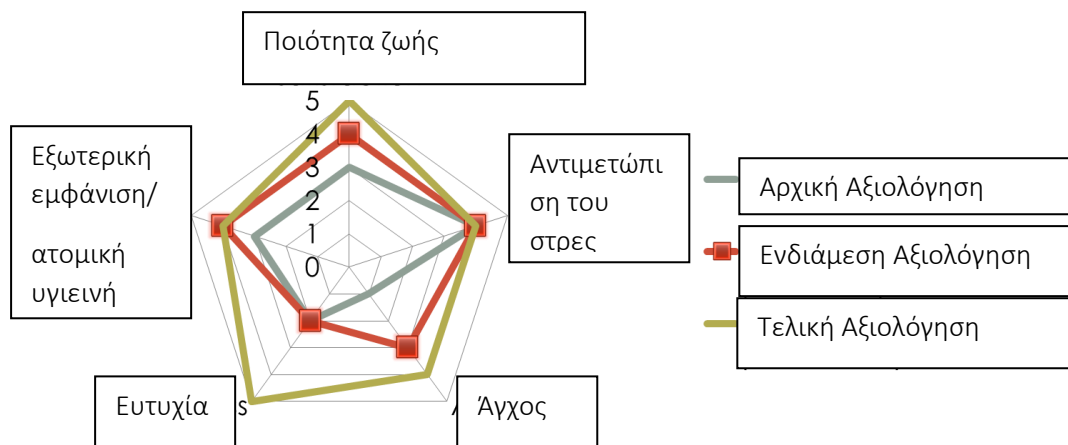 Ποιότητα ζωής
5
4
3
2
1
0
Εξωτερική
εμφάνιση/
ατομική
υγιεινή
Αντιμετώπι
ση του
στρες
Ευτυχία
s
Άγχος
Αρχική Αξιολόγηση
Ενδιάμεση Αξιολόγηση
Τελική Αξιολόγηση